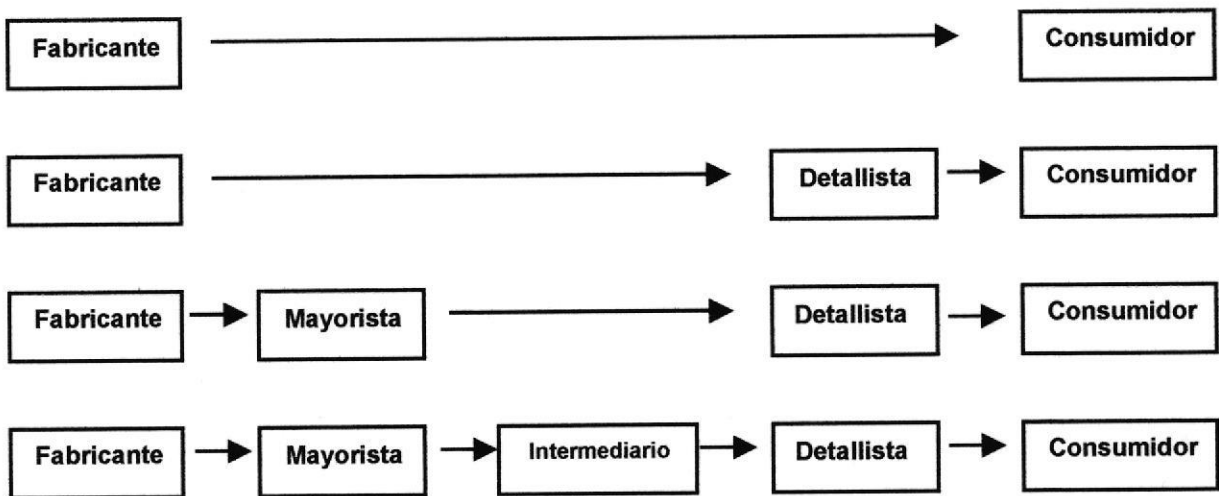 Fabricante Consumidor
Fabricante Detallista Consumidor
Fabricante Mayorista Detallista Consumidor
Fabricante Mayorista Intermediario Detallista Consumidor